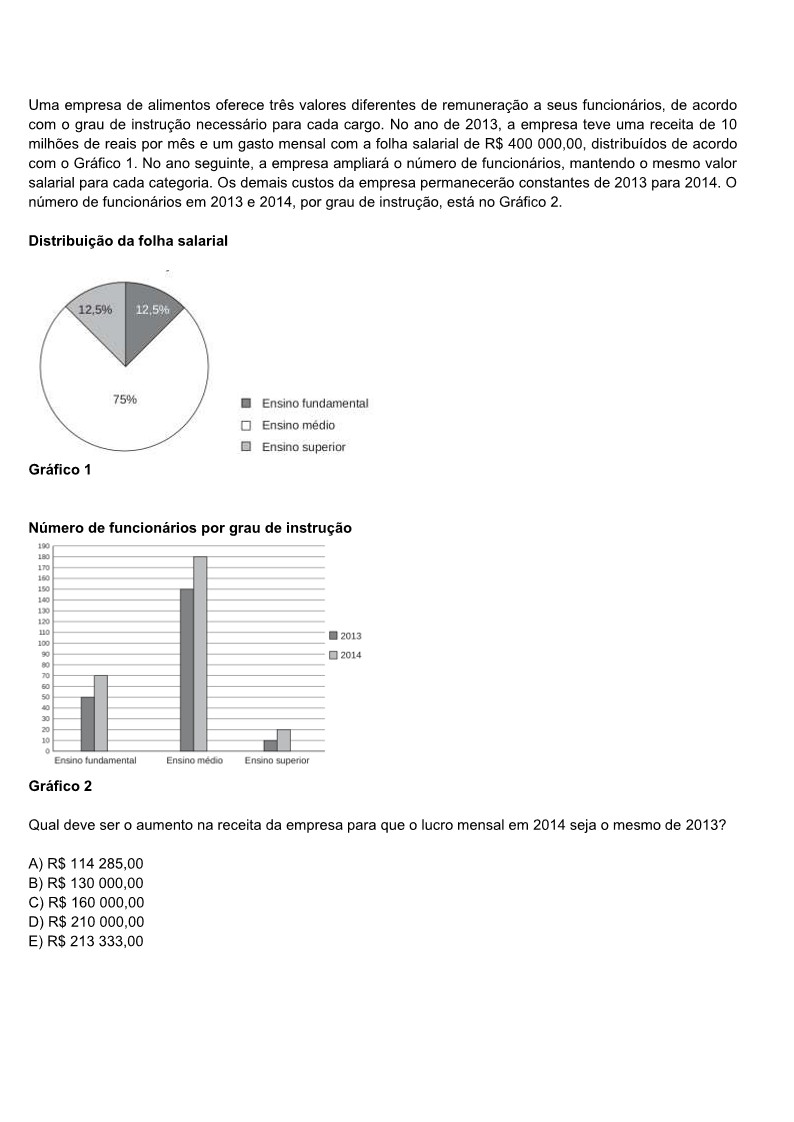 Uma empresa de alimentos oferece três valores diferentes de remuneração a seus funcionários, de acordo
com o grau de instrução necessário para cada cargo. No ano de 2013, a empresa teve uma receita de 10
milhões de reais por mês e um gasto mensal com a folha salarial de R$ 400 000,00, distribuídos de acordo
com o Gráfico 1. No ano seguinte, a empresa ampliará o número de funcionários, mantendo o mesmo valor
salarial para cada categoria. Os demais custos da empresa permanecerão constantes de 2013 para 2014. O
número de funcionários em 2013 e 2014, por grau de instrução, está no Gráfico 2.
Distribuição da folha salarial
12,5% 12,5%
75%
Ensino fundamental
Ensino médio
Ensino superior
Gráfico 1
Número de funcionários por grau de instrução
190
180
170
160
150
140
130
120
110
100
90
80
70
60
50
40
30
20
10
0
2013
2014
Ensino fundamental Ensino médio Ensino superior
Gráfico 2
Qual deve ser o aumento na receita da empresa para que o lucro mensal em 2014 seja o mesmo de 2013?
A) R$ 114 285,00
B) R$ 130 000,00
C) R$ 160 000,00
D) R$ 210 000,00
E) R$ 213 333,00